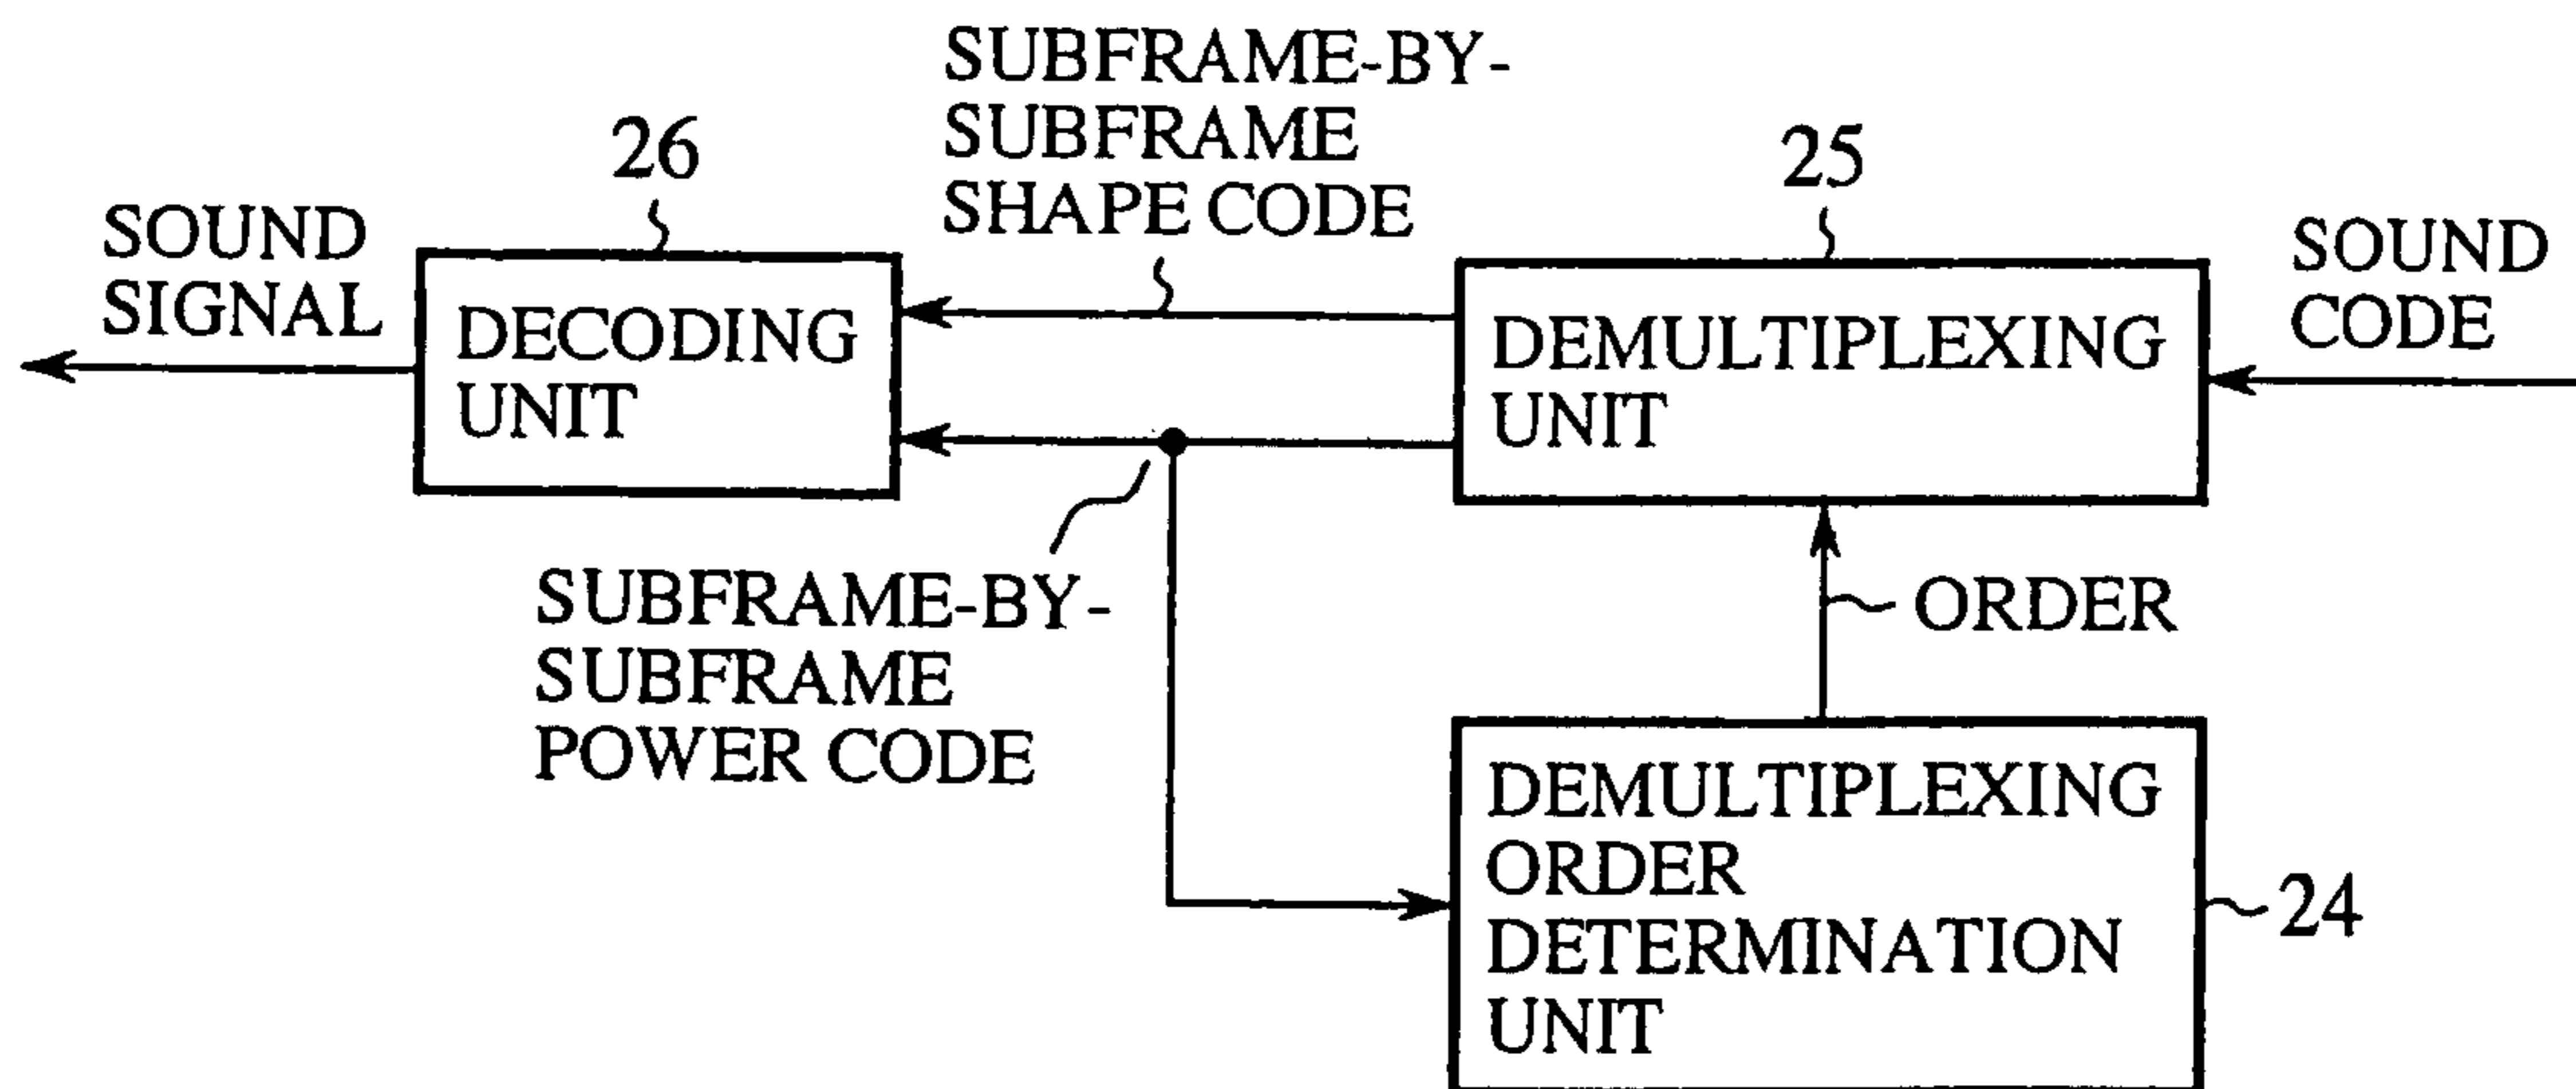 SUBFRAME-BY-
SUBFRAME
SHAPE CODE
26
25
SOUND
SIGNAL
SOUND
CODE
DECODING
UNIT
DEMULTIPLEXING
UNIT
SUBFRAME-BY-
SUBFRAME
POWER CODE
ORDER
DEMULTIPLEXING
ORDER
DETERMINATION
UNIT
24